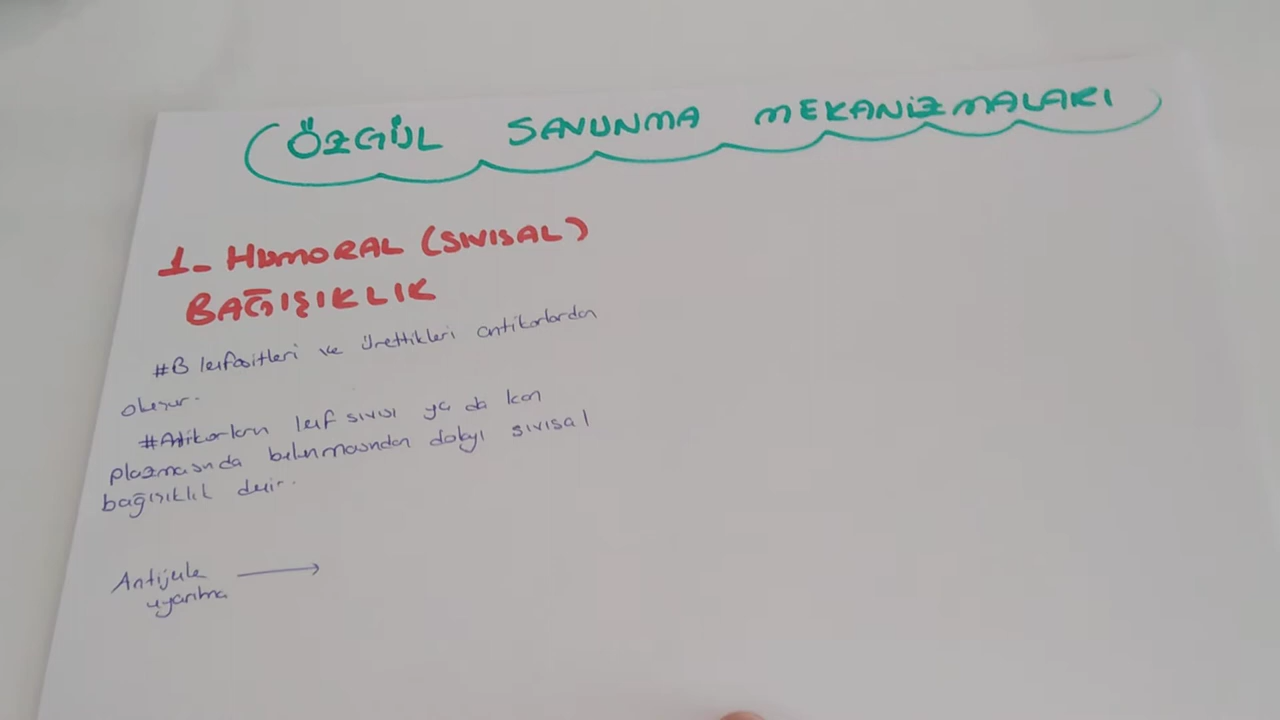 ÖZGÜL SAVUNMA MEKANİZMALARI
1- HUMORAL (SIVISAL)
BAĞIŞIKLIK
#B lenfositleri ve ürettikleri antikorlardan
oluşur.
#Antikorların lenf sıvısı ya da kan
plazmasında bulunmasından dolayı sıvısal
bağışıklık denir.
Antijenle
uyarılma